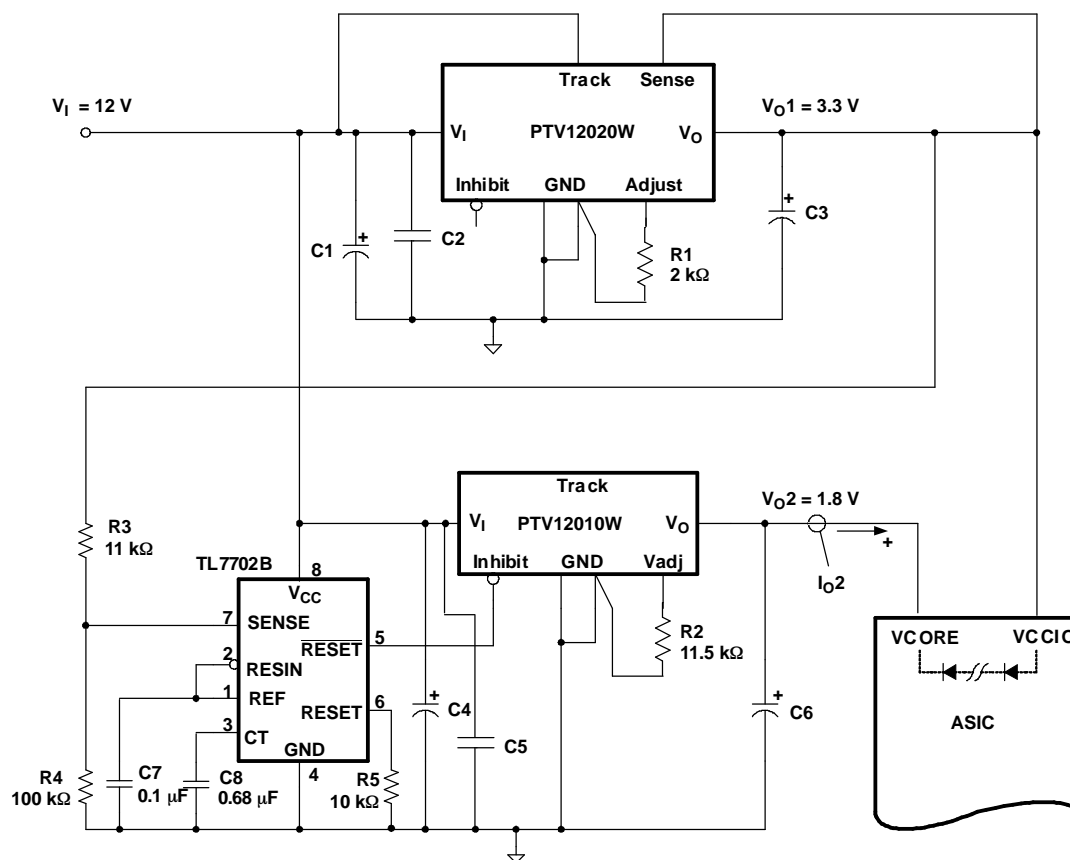 Track Sense
V_I = 12 V
V_O1 = 3.3 V
V_I PTV12020W V_O
Inhibit GND Adjust
+
C1
C2
R1
2 kΩ
+
C3
Track
V_I PTV12010W V_O
Inhibit GND Vadj
V_O2 = 1.8 V
+
I_O2
R3
11 kΩ
TL7702B
8
V_CC
7 SENSE
5
RESET
2
RESIN
1 REF
RESET 6
3 CT
GND
4
R4
100 kΩ
C7
0.1 μF
C8
0.68 μF
R5
10 kΩ
+
C4
C5
R2
11.5 kΩ
+
C6
VCORE VCCIO
ASIC